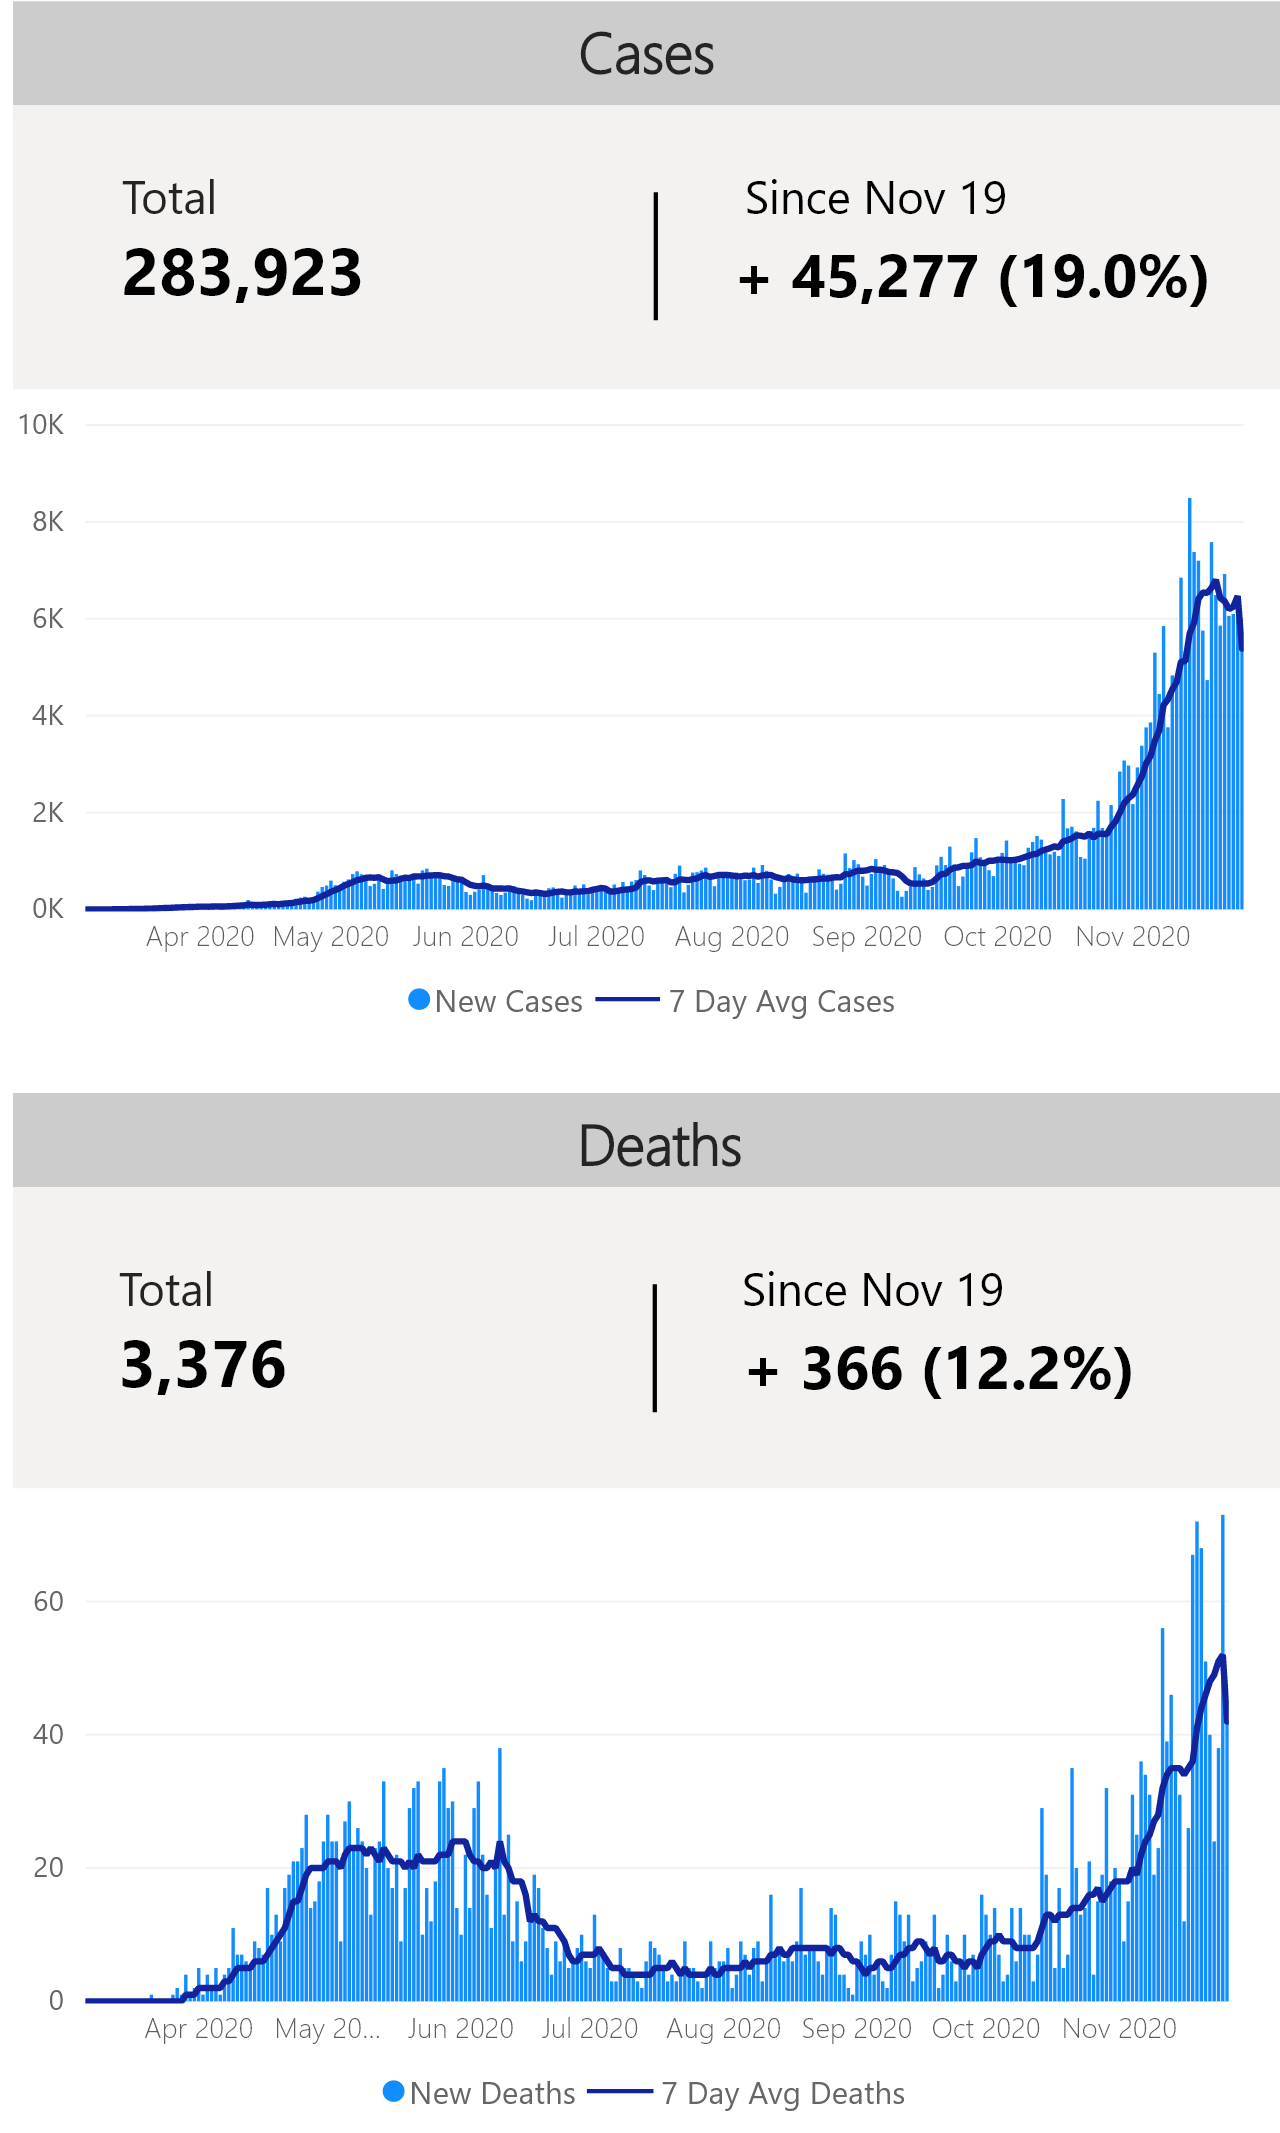 Cases
Total
Since Nov 19
283,923
+ 45,277 (19.0%)
10K
8K
6K
4K
2K
0K
Apr 2020 May 2020 Jun 2020 Jul 2020 Aug 2020 Sep 2020 Oct 2020 Nov 2020
New Cases 7 Day Avg Cases
Deaths
Total
Since Nov 19
3,376
+ 366 (12.2%)
60
40
20
0
Apr 2020 May 20... Jun 2020 Jul 2020 Aug 2020 Sep 2020 Oct 2020 Nov 2020
New Deaths 7 Day Avg Deaths